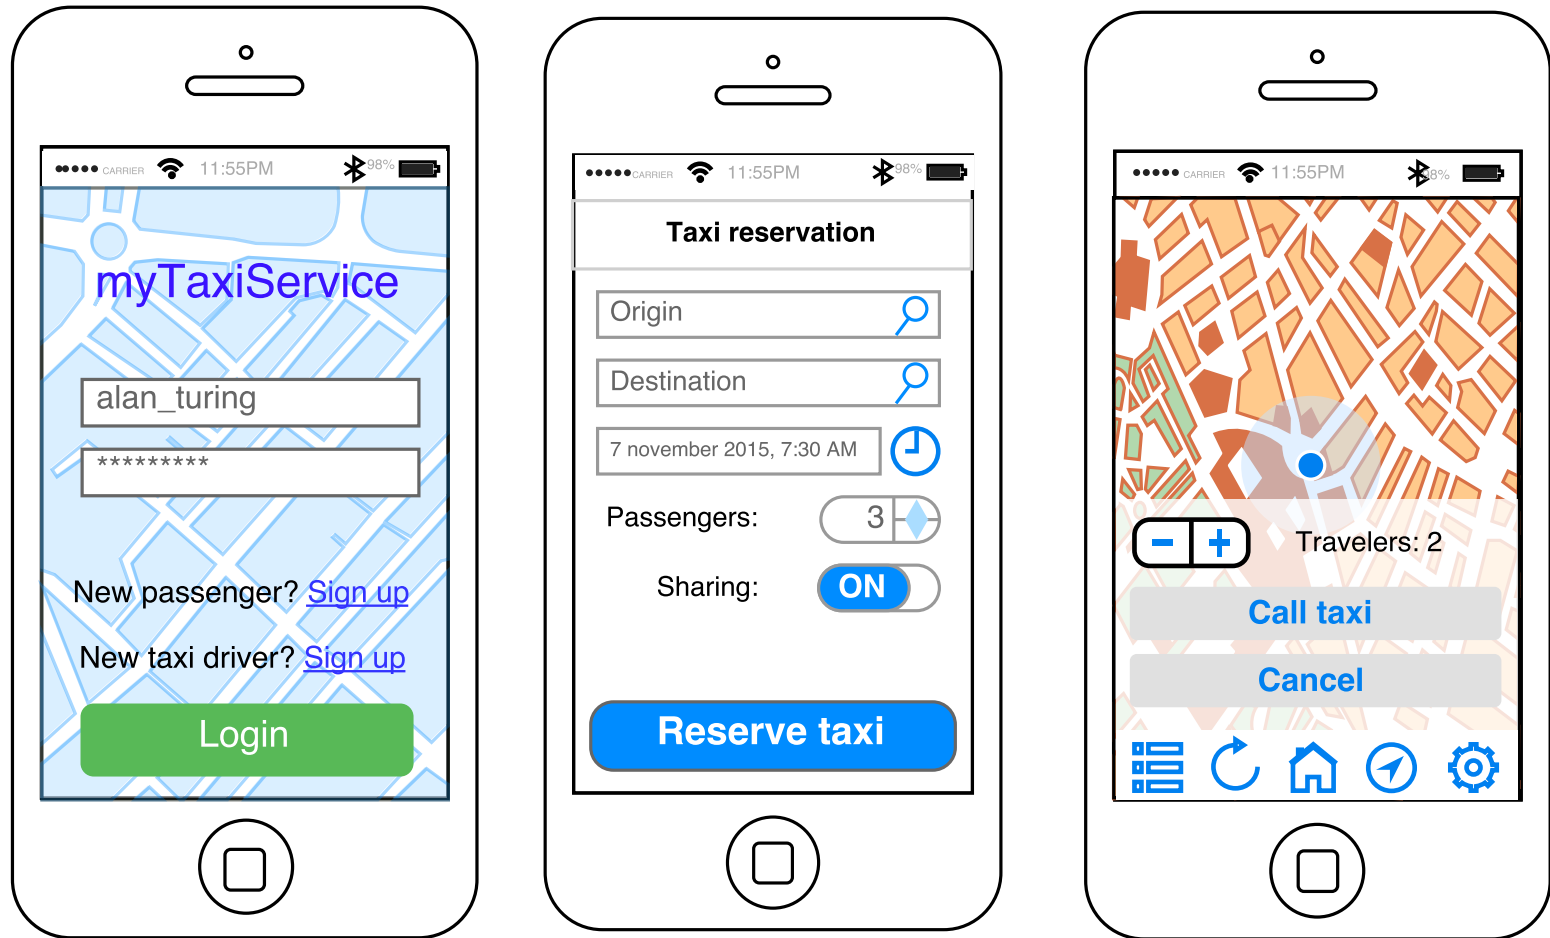 CARRIER 11:55PM 98%
myTaxiService
alan_turing
*********
New passenger? Sign up
New taxi driver? Sign up
Login
CARRIER 11:55PM 98%
Taxi reservation
Origin
Destination
7 november 2015, 7:30 AM
Passengers: 3
Sharing: ON
Reserve taxi
CARRIER 11:55PM 98%
- + Travelers: 2
Call taxi
Cancel